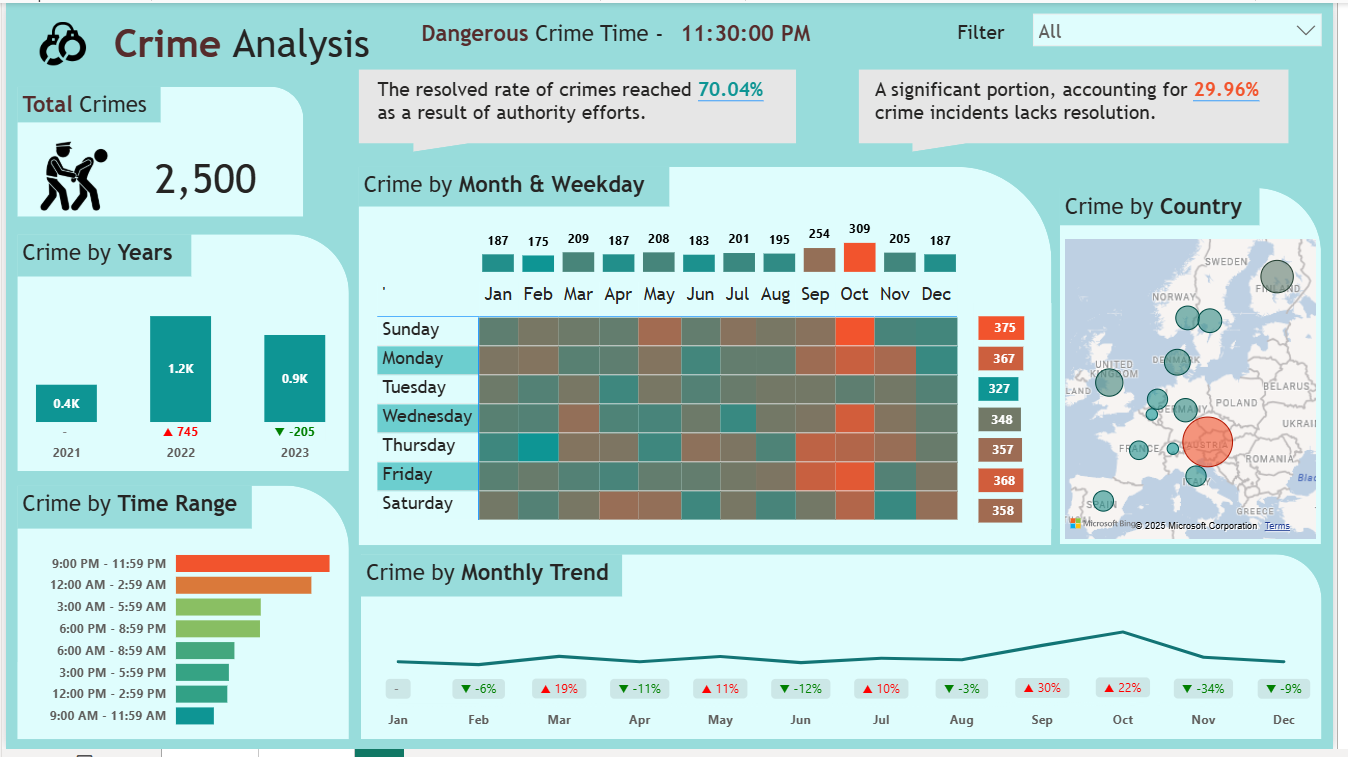 Crime Analysis
Dangerous Crime Time - 11:30:00 PM
Filter
All
Total Crimes
2,500
The resolved rate of crimes reached 70.04%
as a result of authority efforts.
A significant portion, accounting for 29.96%
crime incidents lacks resolution.
Crime by Years
0.4K
1.2K
0.9K
-
▲ 745
▼ -205
2021
2022
2023
Crime by Time Range
9:00 PM - 11:59 PM
12:00 AM - 2:59 AM
3:00 AM - 5:59 AM
6:00 PM - 8:59 PM
6:00 AM - 8:59 AM
3:00 PM - 5:59 PM
12:00 PM - 2:59 PM
9:00 AM - 11:59 AM
Crime by Month & Weekday
187 175 209 187 208 183 201 195 254 309 205 187
Jan Feb Mar Apr May Jun Jul Aug Sep Oct Nov Dec
Sunday 375
Monday 367
Tuesday 327
Wednesday 348
Thursday 357
Friday 368
Saturday 358
Crime by Country
SWEDEN
FINLAND
NORWAY
DENMARK
UNITED
KINGDOM
LAND
BELARUS
POLAND
GERMANY
UKRAI
FRANCE
AUSTRIA
ROMANIA
ITALY
Blac
SPAIN
GREECE
Microsoft Bing
© 2025 Microsoft Corporation Terms
Crime by Monthly Trend
- ▼ -6% ▲ 19% ▼ -11% ▲ 11% ▼ -12% ▲ 10% ▼ -3% ▲ 30% ▲ 22% ▼ -34% ▼ -9%
Jan Feb Mar Apr May Jun Jul Aug Sep Oct Nov Dec